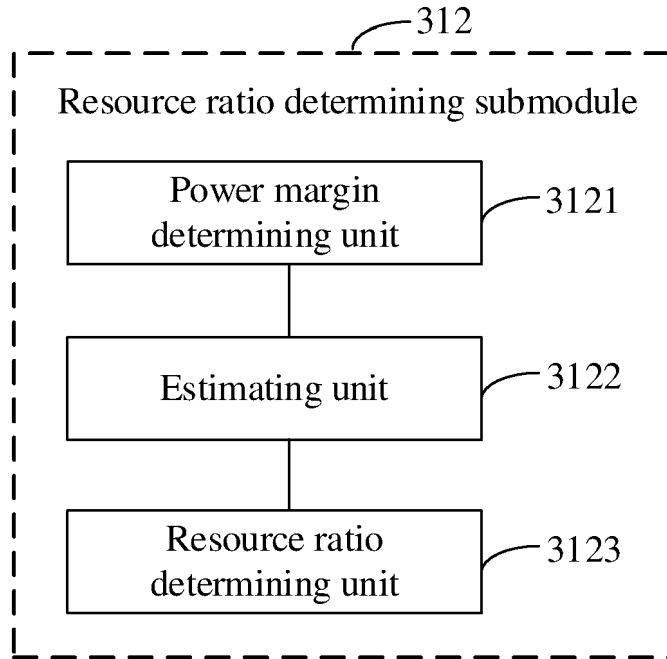 312
Resource ratio determining submodule
Power margin
determining unit
3121
Estimating unit
3122
Resource ratio
determining unit
3123